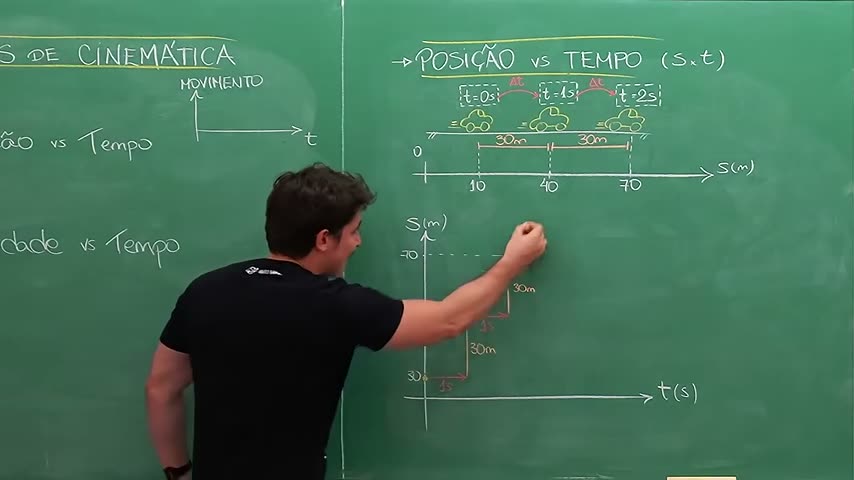 S DE CINEMÁTICA
MOVIMENTO
t
ão vs Tempo
dade vs Tempo
→ POSIÇÃO vs TEMPO (s x t)
Δt Δt
t=0s t=1s t=2s
30m 30m
0 S(m)
10 40 70
S(m)
70
30m
1s
30m
30 1s
t(s)